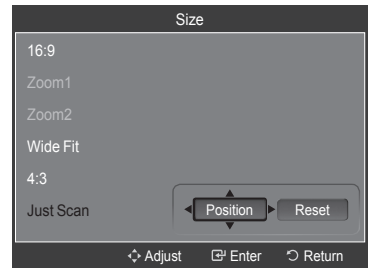 Size
16:9
Zoom1
Zoom2
Wide Fit
4:3
Just Scan
Position Reset
Adjust Enter Return